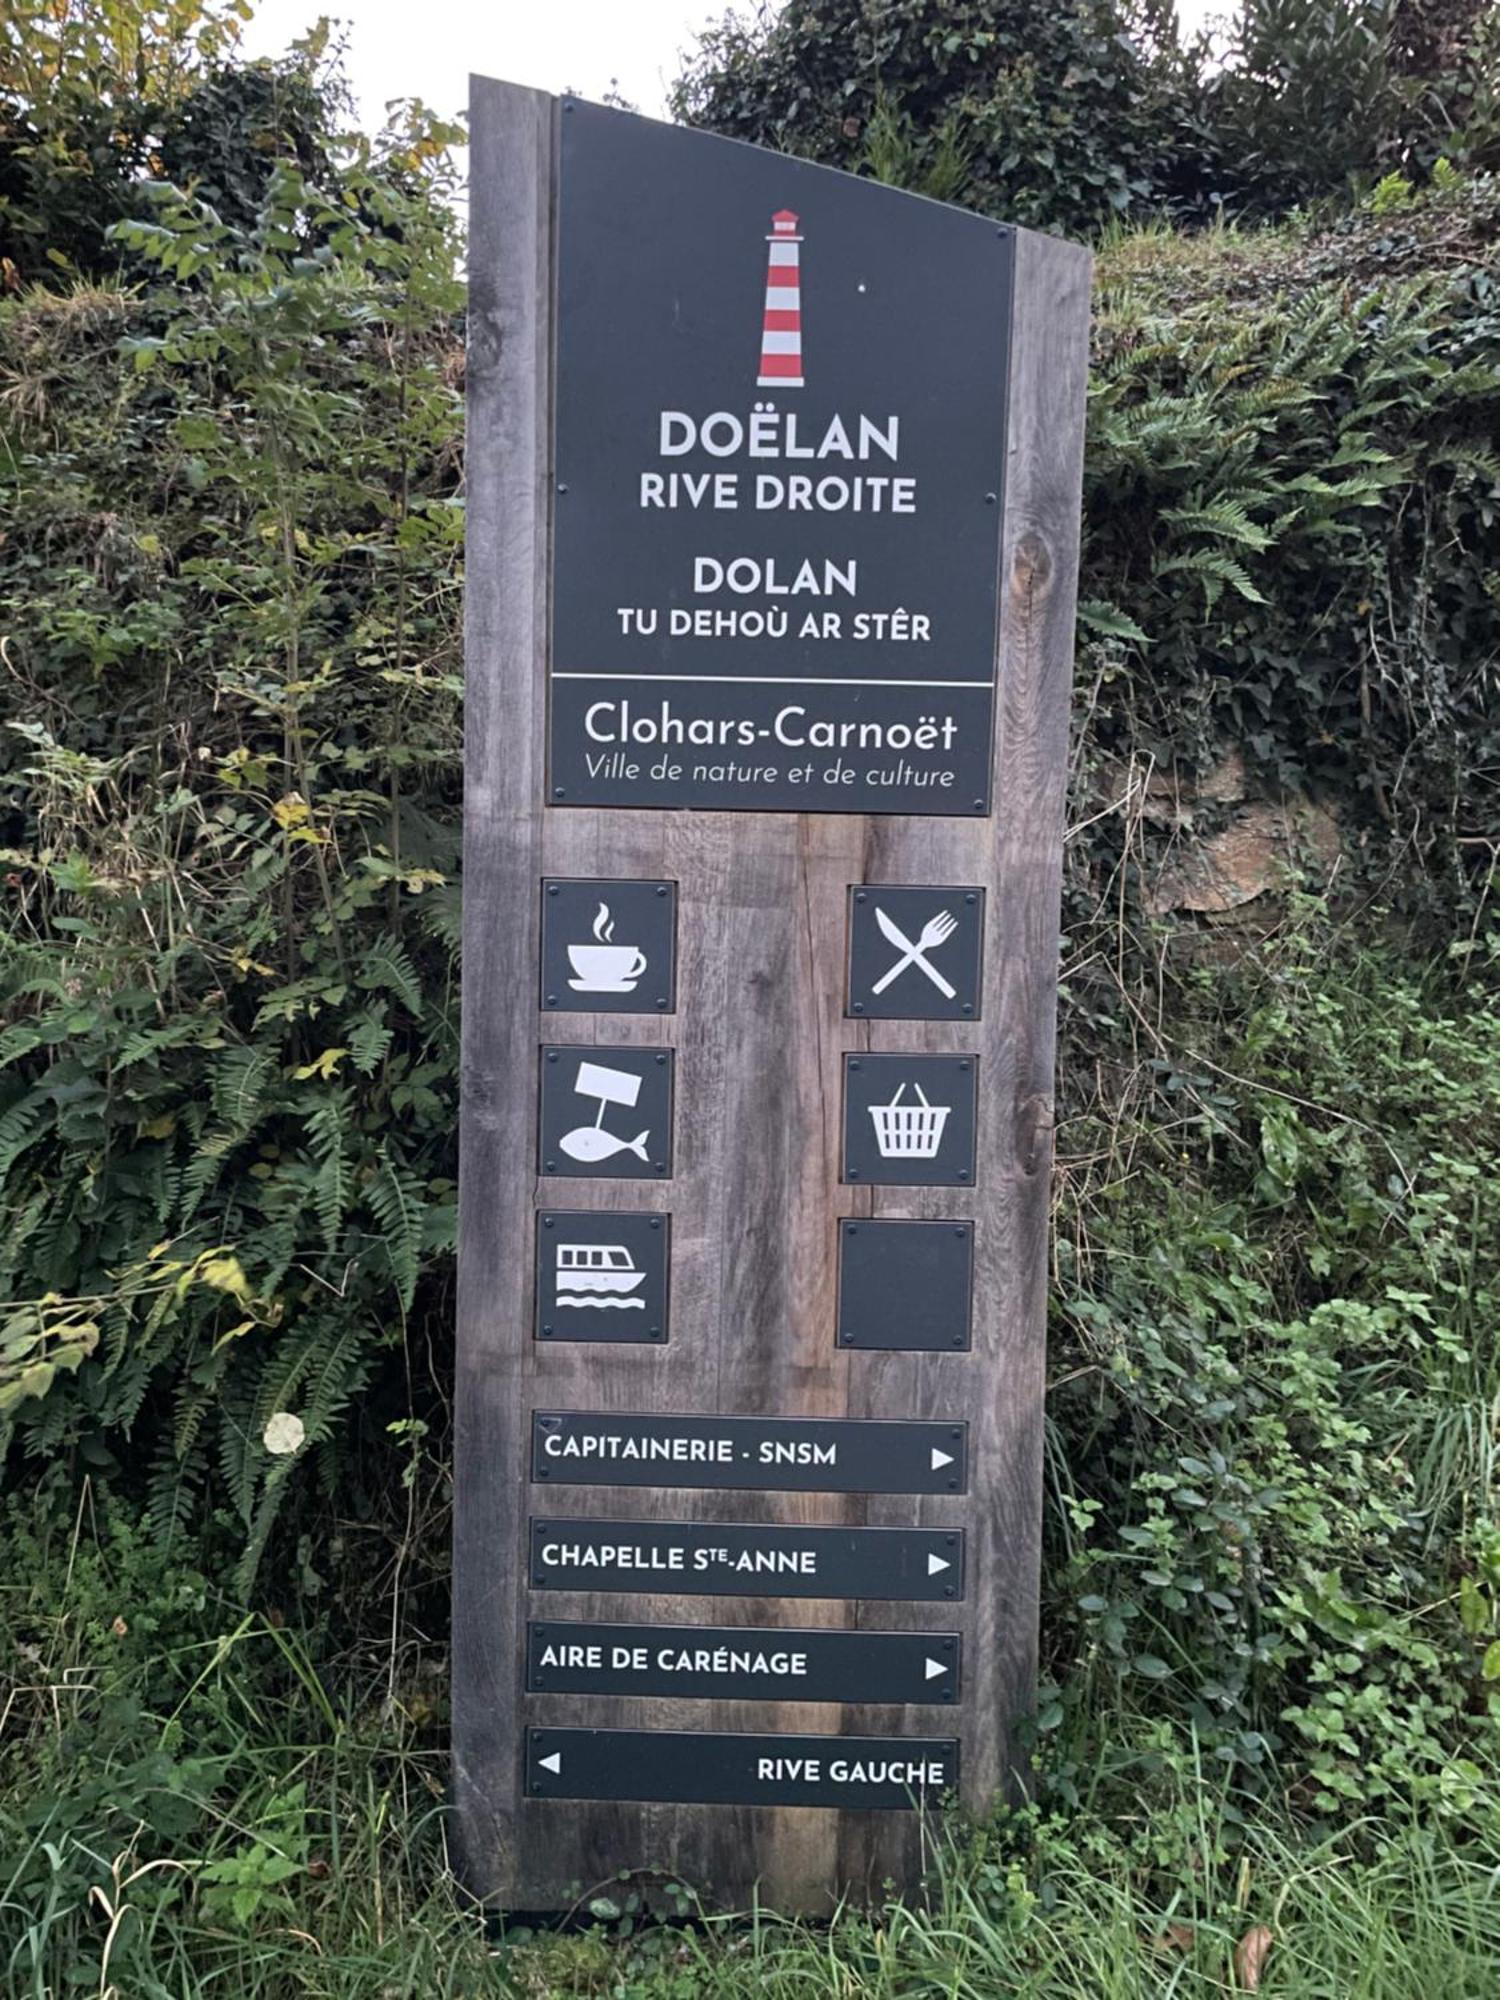 DOËLAN
RIVE DROITE
DOLAN
TU DEHOÙ AR STÊR
Clohars-Carnoët
Ville de nature et de culture
CAPITAINERIE - SNSM
CHAPELLE STE-ANNE
AIRE DE CARÉNAGE
RIVE GAUCHE